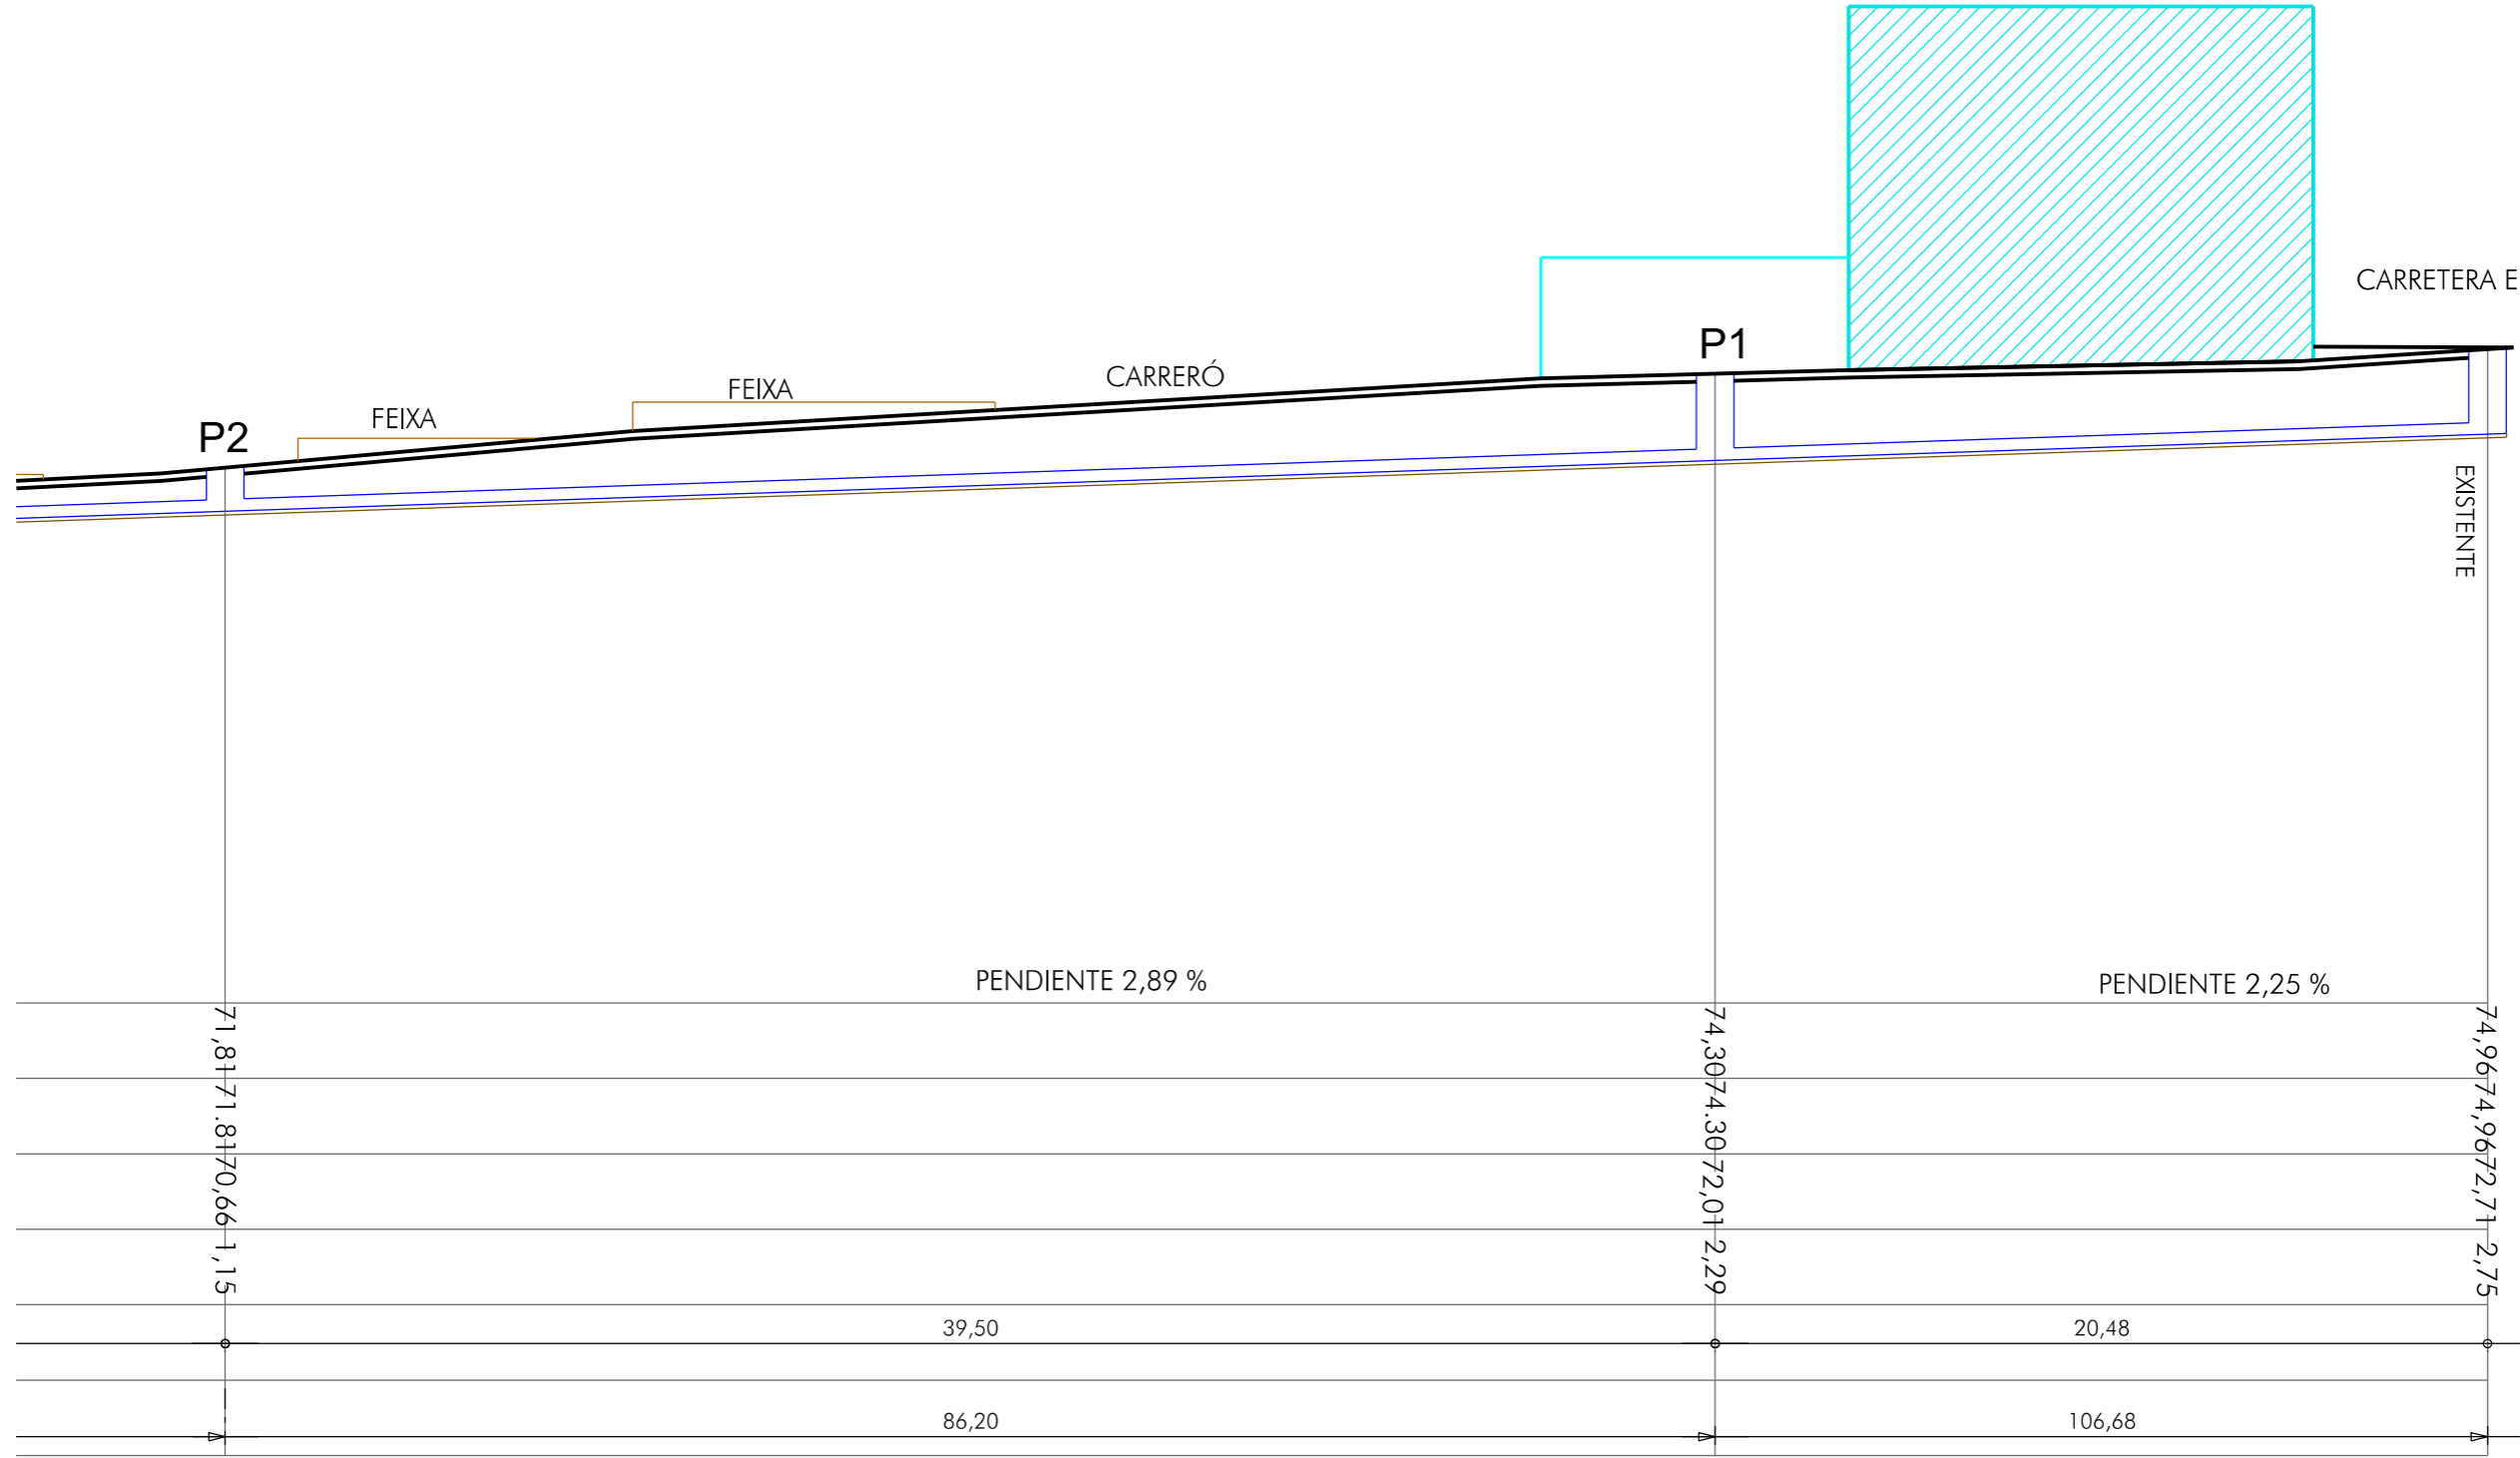 CARRETERA E
P1
CARRERÓ
FEIXA
FEIXA
P2
EXISTENTE
PENDIENTE 2,89 %
PENDIENTE 2,25 %
71,81
74,30
74,96
71.81
74.30
74,96
70,66
72,01
72,71
1,15
2,29
2,75
39,50
20,48
86,20
106,68